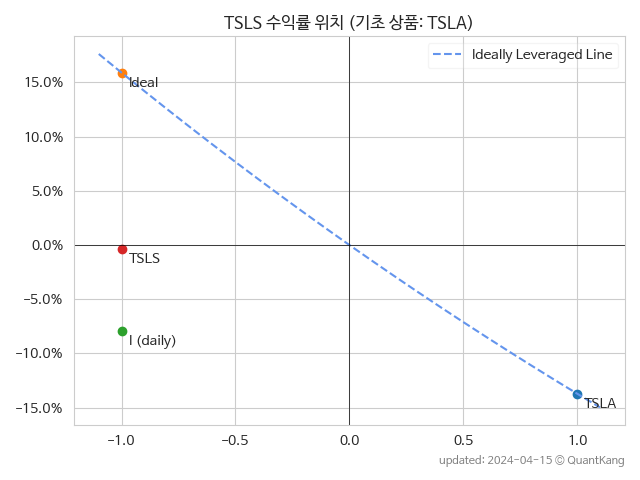 TSLS 수익률 위치 (기초 상품: TSLA)
Ideally Leveraged Line
15.0%
Ideal
10.0%
5.0%
0.0%
TSLS
−5.0%
I (daily)
−10.0%
−15.0%
TSLA
−1.0 −0.5 0.0 0.5 1.0
updated: 2024-04-15 © QuantKang